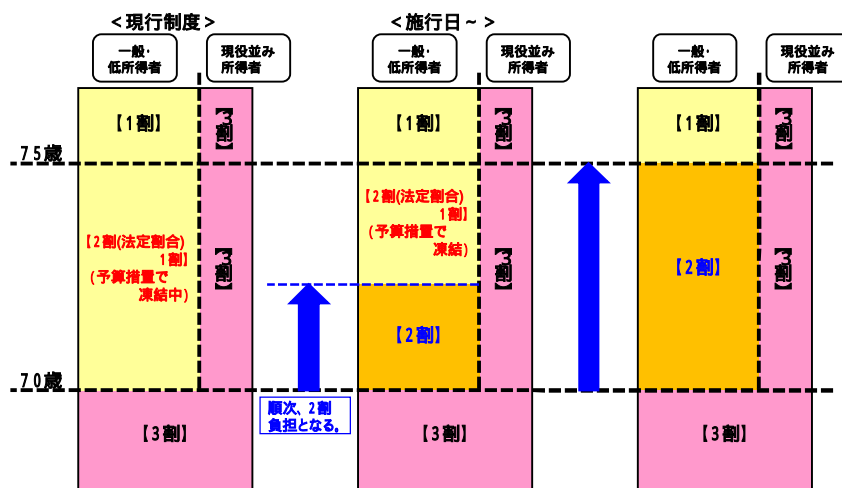 ＜現行制度＞
一般・
低所得者
現役並み
所得者
【1割】
【3割】
75歳
【2割(法定割合)
1割】
(予算措置で
凍結中)
【3割】
70歳
【3割】
＜施行日～＞
一般・
低所得者
現役並み
所得者
【1割】
【3割】
【2割(法定割合)
1割】
(予算措置で
凍結)
【3割】
【2割】
順次、2割
負担となる。
【3割】
一般・
低所得者
現役並み
所得者
【1割】
【3割】
【2割】
【3割】
【3割】